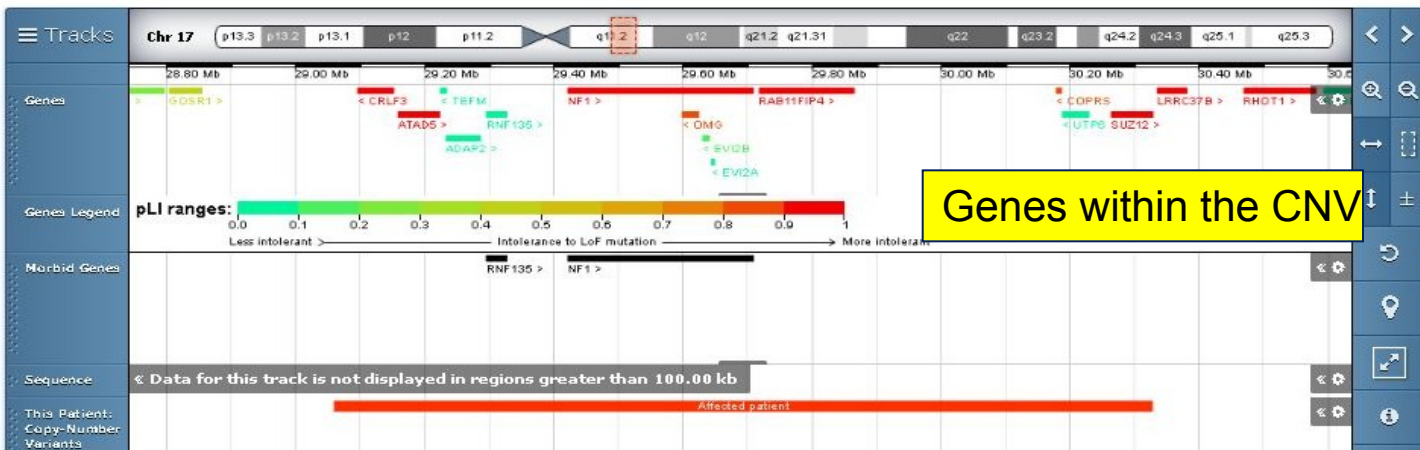 Tracks
Chr 17 p13.3 p13.2 p13.1 p12 p11.2 q11.2 q12 q21.2 q21.31 q22 q23.2 q24.2 q24.3 q25.1 q25.3
28.80 Mb 29.00 Mb 29.20 Mb 29.40 Mb 29.60 Mb 29.80 Mb 30.00 Mb 30.20 Mb 30.40 Mb
Genes
> GOSR1 > < CRLF3 < TEFM NF1 > RAB11FIP4 > < COPRS LRRC37B > RHOT1 >
ATAD5 > RNF135 > < OMG < UTP6 SUZ12 >
ADAP2 > < EVI2B
< EVI2A
Genes within the CNV
Genes Legend
pLI ranges:
0.0 0.1 0.2 0.3 0.4 0.5 0.6 0.7 0.8 0.9 1
Less intolerant > Intolerance to LoF mutation > More intolerant
Morbid Genes
RNF135 > NF1 >
Sequence
« Data for this track is not displayed in regions greater than 100.00 kb
This Patient:
Copy-Number
Variants
Affected patient